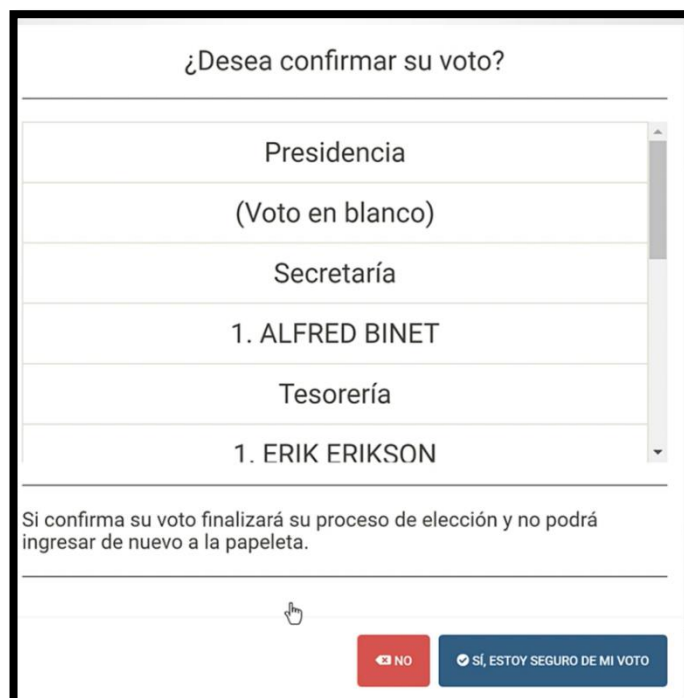 ¿Desea confirmar su voto?
Presidencia
(Voto en blanco)
Secretaría
1. ALFRED BINET
Tesorería
1. ERIK ERIKSON
Si confirma su voto finalizará su proceso de elección y no podrá
ingresar de nuevo a la papeleta.
NO
SÍ, ESTOY SEGURO DE MI VOTO